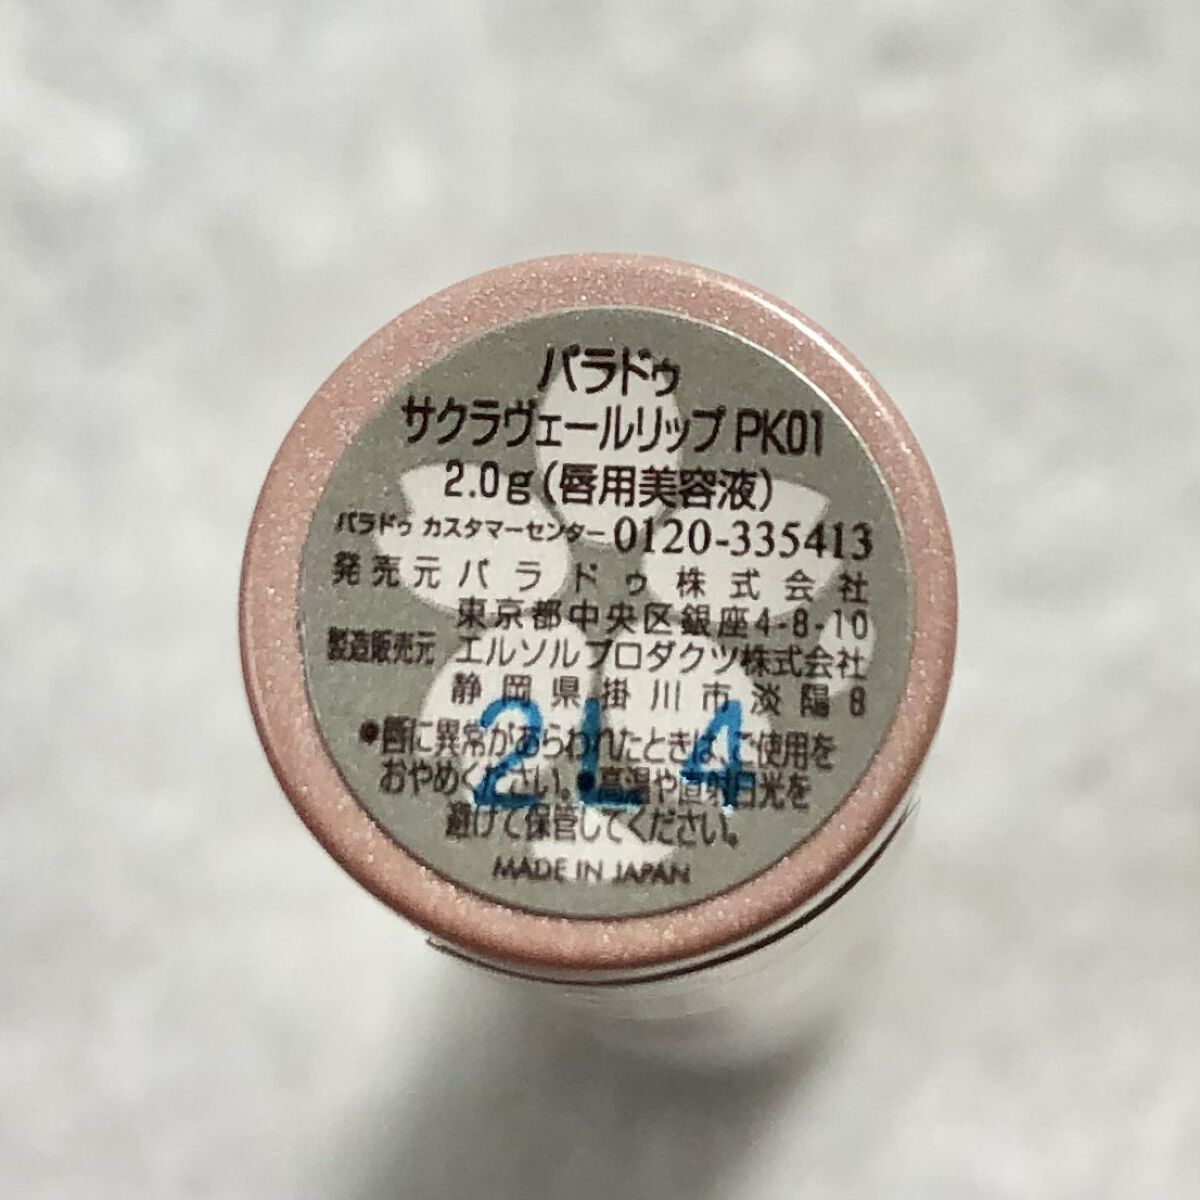 パラドゥ
サクラヴェールリップ PK01
2.0g(唇用美容液)
パラドゥ カスタマーセンター 0120-335413
発売元 パラドゥ株式会社
東京都中央区銀座4-8-10
製造販売元 エルソルプロダクツ株式会社
静岡県掛川市淡陽8
●唇に異常があらわれたときは、ご使用を
おやめください。●高温や直射日光を
避けて保管してください。
2L4
MADE IN JAPAN